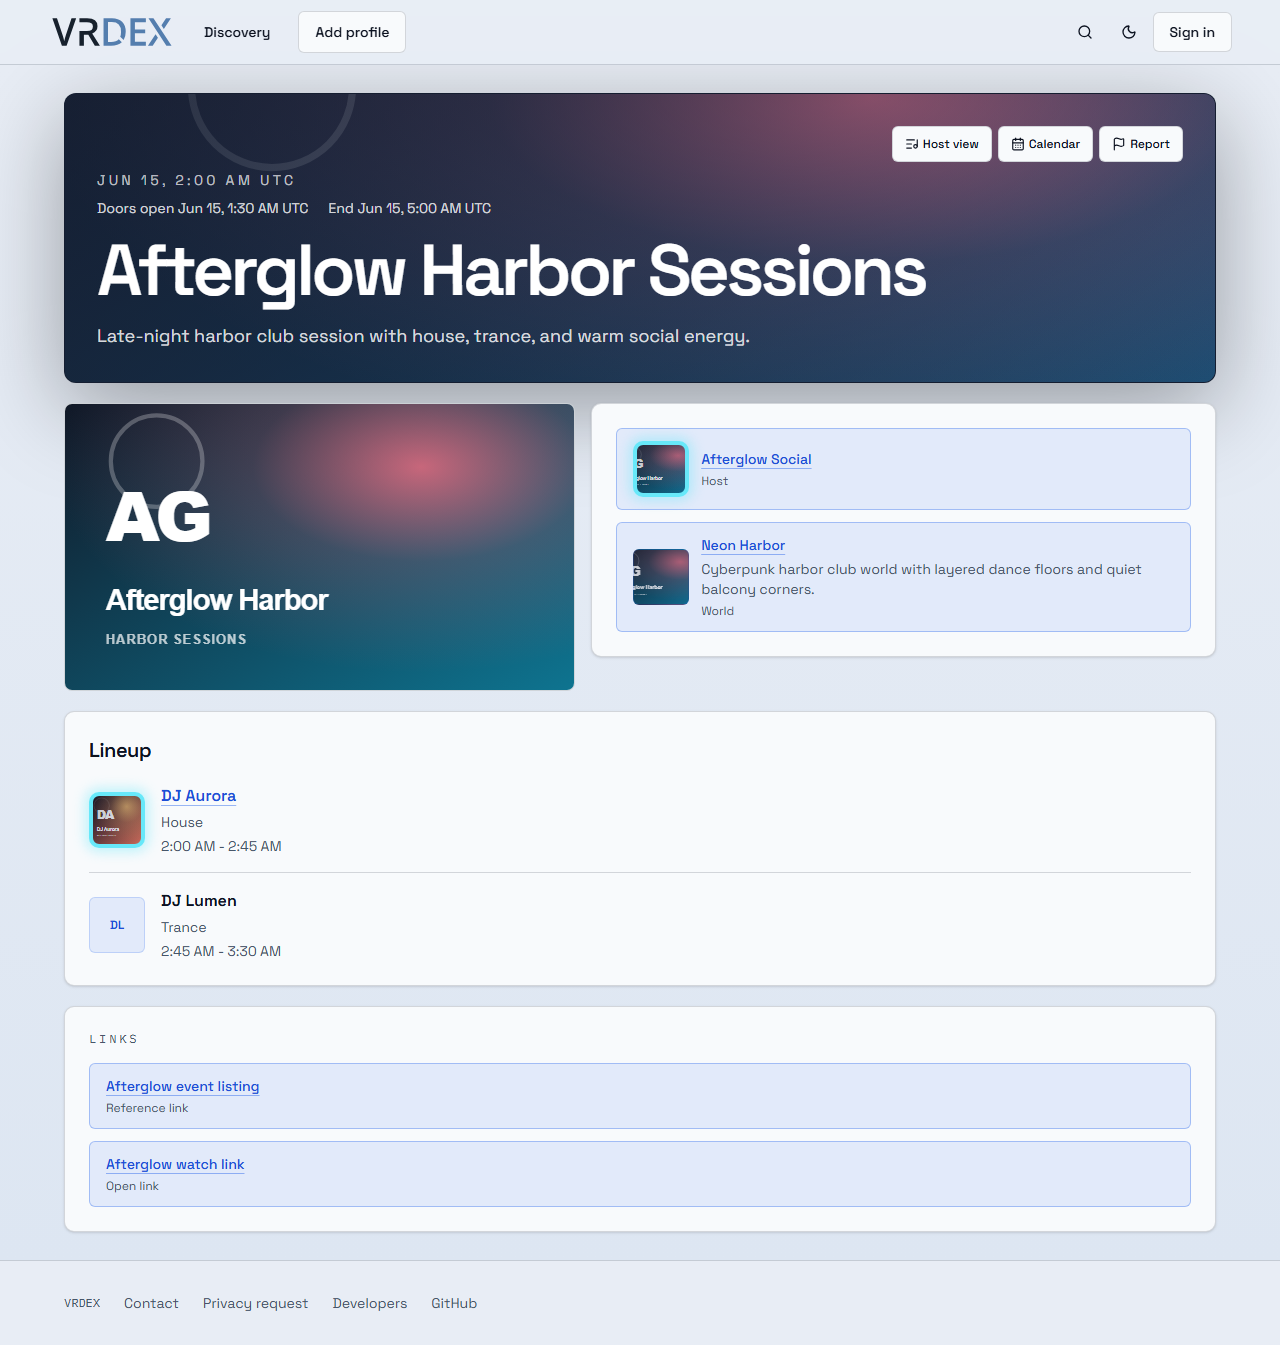 VRDEX
Discovery
Add profile
Sign in
Host view
Calendar
Report
JUN 15, 2:00 AM UTC
Doors open Jun 15, 1:30 AM UTC
End Jun 15, 5:00 AM UTC
Afterglow Harbor Sessions
Late-night harbor club session with house, trance, and warm social energy.
AG
Afterglow Harbor
HARBOR SESSIONS
Afterglow Social
Host
Neon Harbor
Cyberpunk harbor club world with layered dance floors and quiet
balcony corners.
World
Lineup
DA
DJ Aurora
DJ Aurora
House
2:00 AM - 2:45 AM
DL
DJ Lumen
Trance
2:45 AM - 3:30 AM
LINKS
Afterglow event listing
Reference link
Afterglow watch link
Open link
VRDEX
Contact
Privacy request
Developers
GitHub